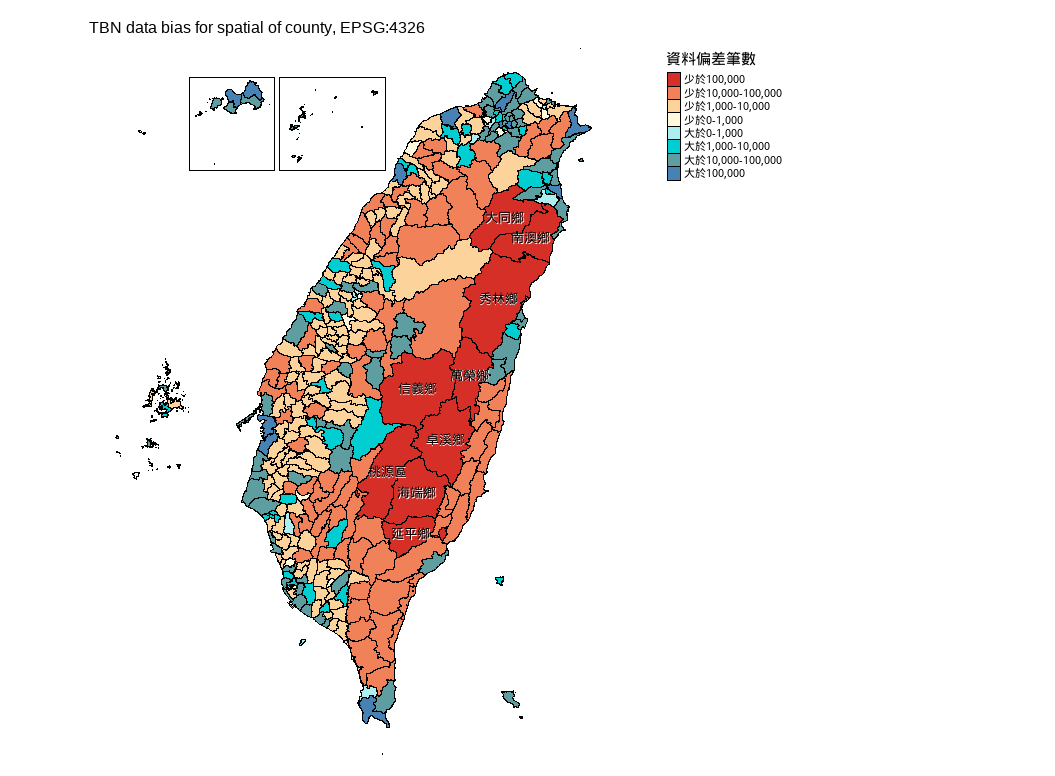 TBN data bias for spatial of county, EPSG:4326
資料偏差筆數
少於100,000
少於10,000-100,000
少於1,000-10,000
少於0-1,000
大於0-1,000
大於1,000-10,000
大於10,000-100,000
大於100,000
大同鄉
南澳鄉
秀林鄉
萬榮鄉
信義鄉
卓溪鄉
桃源區
海端鄉
延平鄉